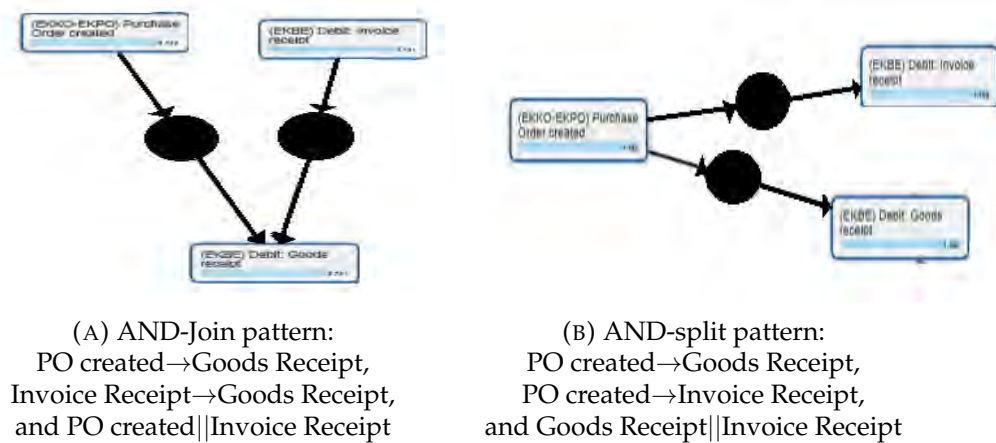 (EKKO-EKPO) Purchase
Order created
(EKBE) Debit: Invoice
receipt
(EKBE) Debit: Goods
receipt
(EKKO-EKPO) Purchase
Order created
(EKBE) Debit: Invoice
receipt
(EKBE) Debit: Goods
receipt
(A) AND-Join pattern:
PO created→Goods Receipt,
Invoice Receipt→Goods Receipt,
and PO created||Invoice Receipt
(B) AND-split pattern:
PO created→Goods Receipt,
PO created→Invoice Receipt,
and Goods Receipt||Invoice Receipt